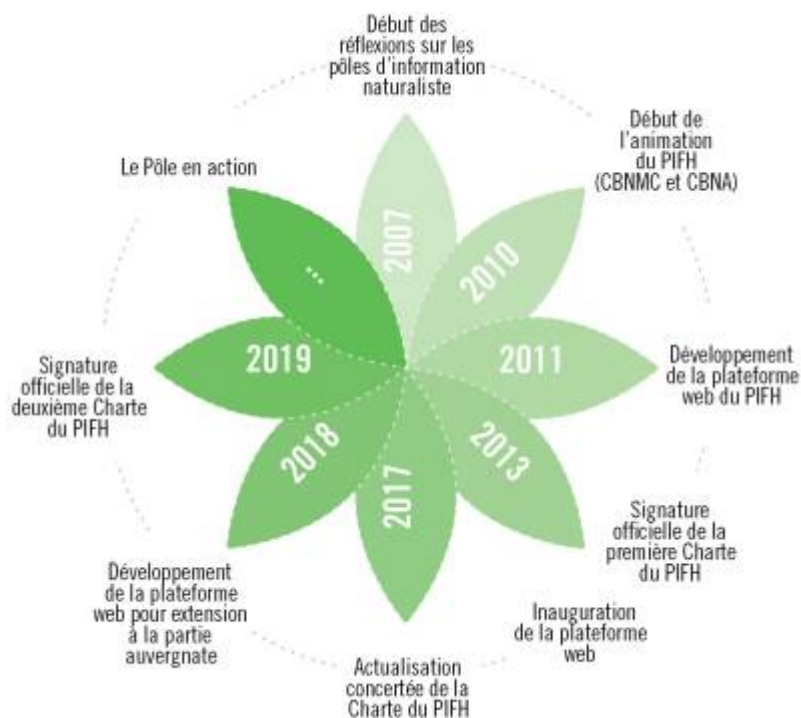 Début des
réflexions sur les
pôles d'information
naturaliste
2007
Début de
l'animation
du PIFH
(CBNMC et CBNA)
2010
Développement
de la plateforme
web du PIFH
2011
Signature
officielle de la
première Charte
du PIFH
2013
Inauguration
de la plateforme
web
Actualisation
concertée de la
Charte du PIFH
2017
Développement
de la plateforme
web pour extension
à la partie
auvergnate
2018
Signature
officielle de la
deuxième Charte
du PIFH
2019
Le Pôle en action
...